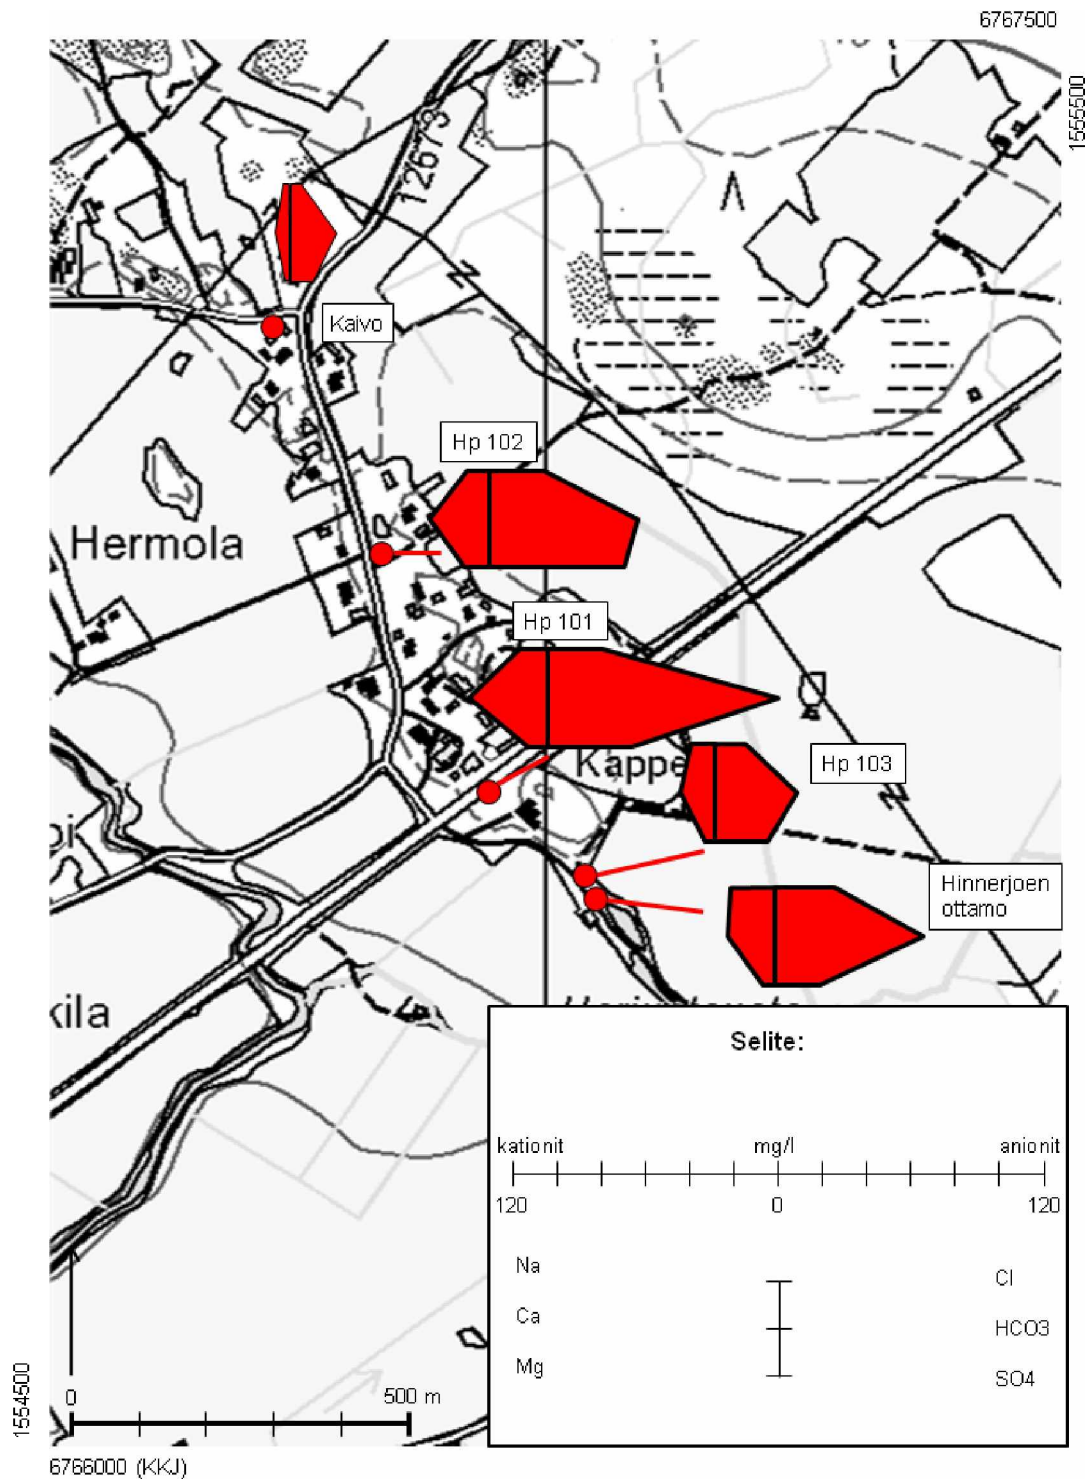 6767500
1555500
12673
Kaivo
Hp 102
Hermola
Hp 101
Kappe
Hp 103
Hinnerjoen
ottamo
kila
Selite:
kationit mg/l anionit
120 0 120
Na
Cl
Ca
HCO3
Mg
SO4
1554500
0 500 m
6766000 (KKJ)